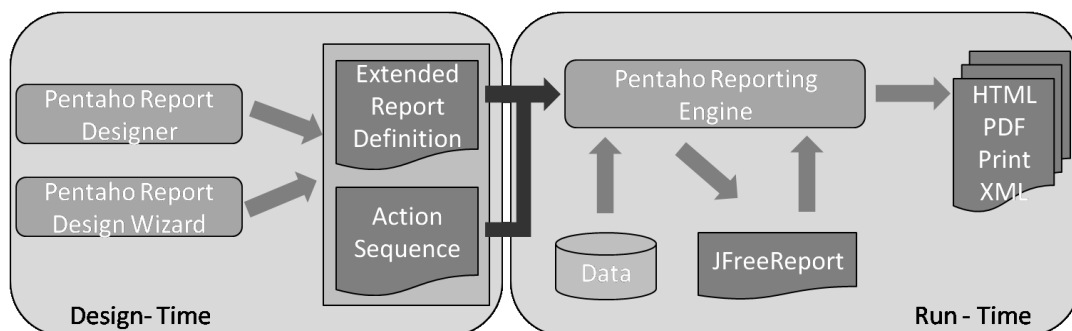 Pentaho Report
Designer
Pentaho Report
Design Wizard
Extended
Report
Definition
Action
Sequence
Design- Time
Pentaho Reporting
Engine
Data
JFreeReport
HTML
PDF
Print
XML
Run - Time